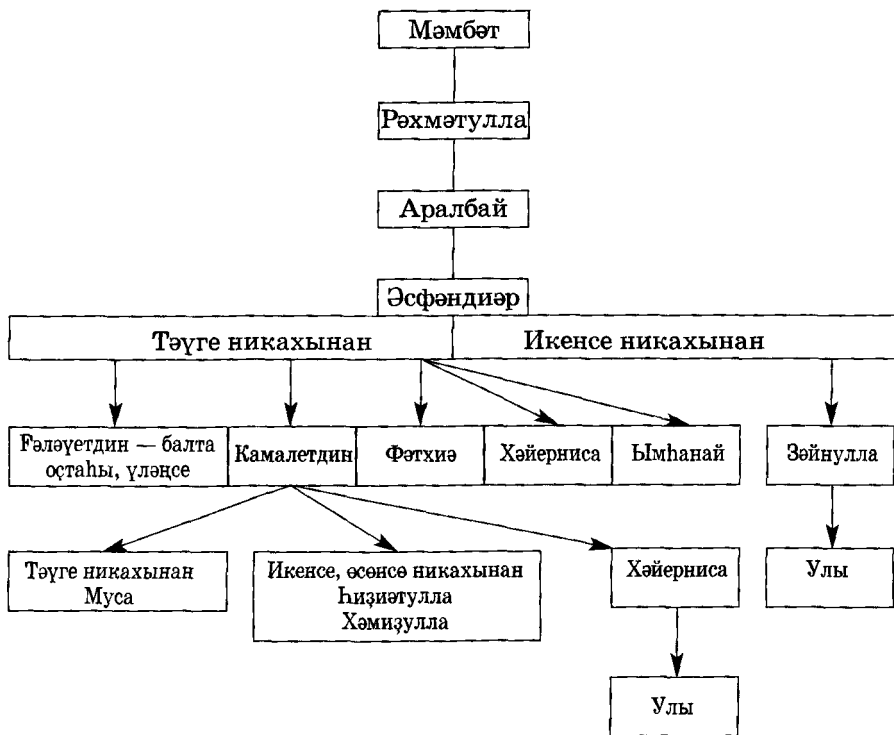 Мәмбәт
Рәхмәтулла
Аралбай
Әсфәндиәр
Тәүге никахынан
Икенсе никахынан
Ғәләүетдин — балта
оҫтаһы, үләңсе
Камалетдин
Фәтхиә
Хәйерниса
Ымһанай
Зәйнулла
Тәүге никахынан
Муса
Икенсе, өсөнсө никахынан
Һиҙиәтулла
Хәмиҙулла
Хәйерниса
Улы
Улы